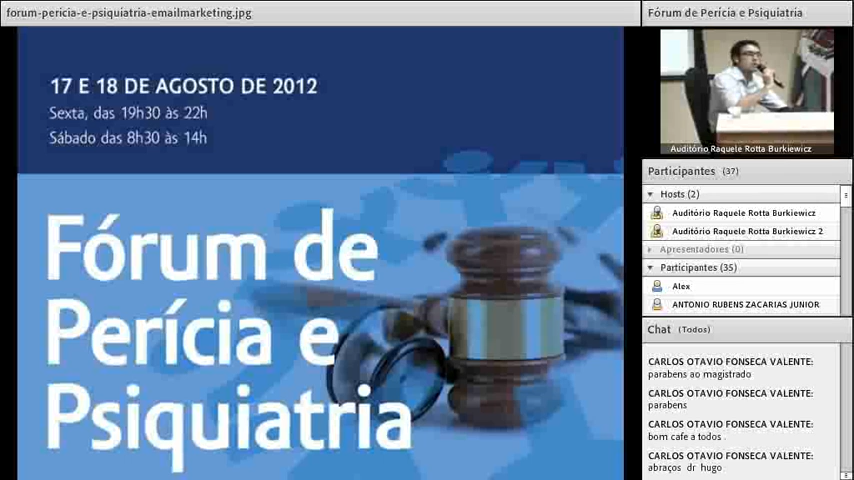 forum-pericia-e-psiquiatria-emailmarketing.jpg
17 E 18 DE AGOSTO DE 2012
Sexta, das 19h30 às 22h
Sábado das 8h30 às 14h
Fórum de
Perícia e
Psiquiatria
Fórum de Perícia e Psiquiatria
Auditório Raquele Rotta Burkiewicz
Participantes (37)
Hosts (2)
Auditório Raquele Rotta Burkiewicz
Auditório Raquele Rotta Burkiewicz 2
Apresentadores (0)
Participantes (35)
Alex
ANTONIO RUBENS ZACARIAS JUNIOR
Chat (Todos)
CARLOS OTAVIO FONSECA VALENTE:
parabens ao magistrado
CARLOS OTAVIO FONSECA VALENTE:
parabens
CARLOS OTAVIO FONSECA VALENTE:
bom cafe a todos .
CARLOS OTAVIO FONSECA VALENTE:
abraços dr hugo